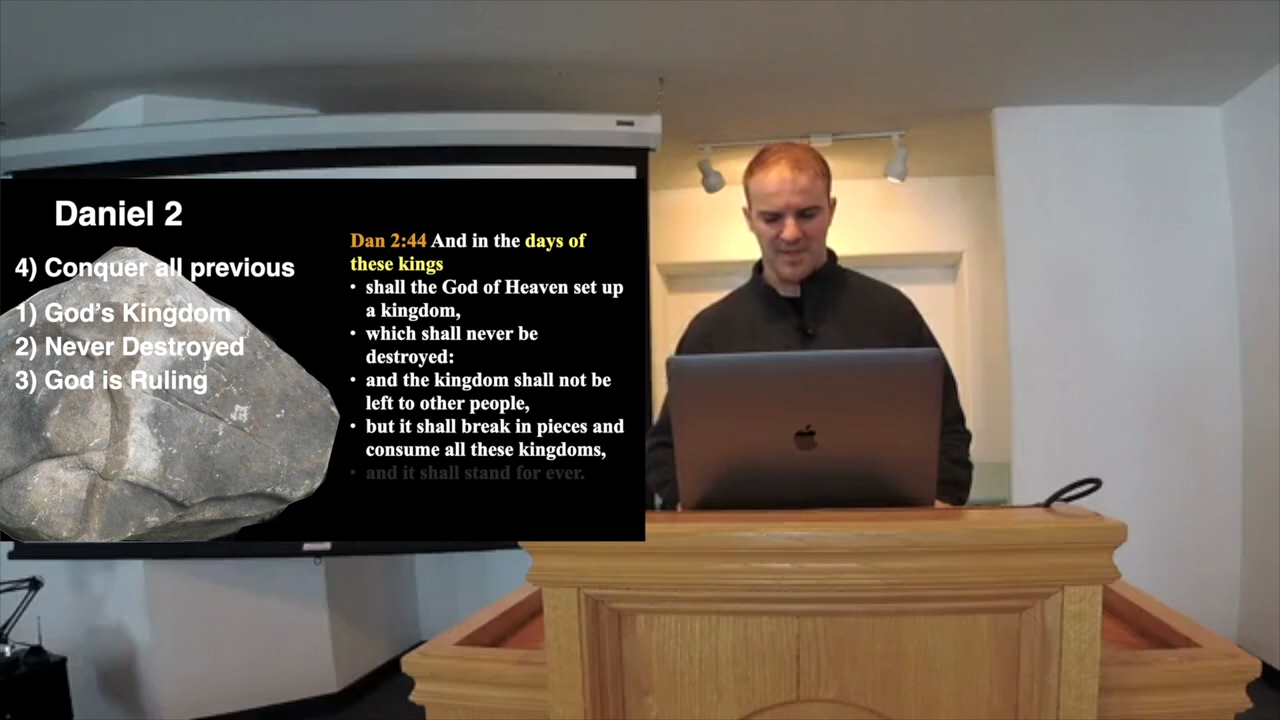 Daniel 2
4) Conquer all previous
1) God's Kingdom
2) Never Destroyed
3) God is Ruling
Dan 2:44 And in the days of
these kings
• shall the God of Heaven set up
a kingdom,
• which shall never be
destroyed:
• and the kingdom shall not be
left to other people,
• but it shall break in pieces and
consume all these kingdoms,
• and it shall stand for ever.